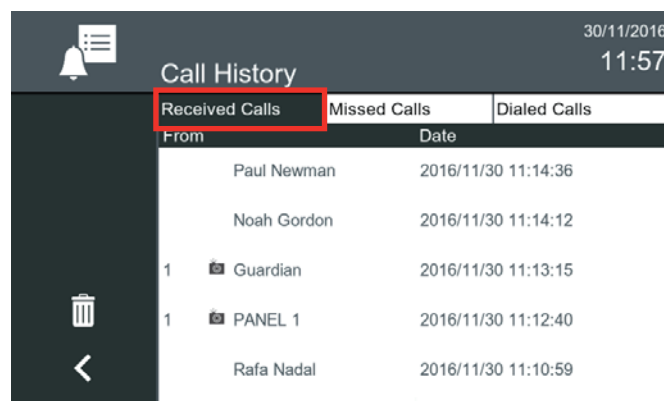 30/11/2016
11:57
Call History
Received Calls Missed Calls Dialed Calls
From Date
Paul Newman 2016/11/30 11:14:36
Noah Gordon 2016/11/30 11:14:12
1 Guardian 2016/11/30 11:13:15
1 PANEL 1 2016/11/30 11:12:40
Rafa Nadal 2016/11/30 11:10:59